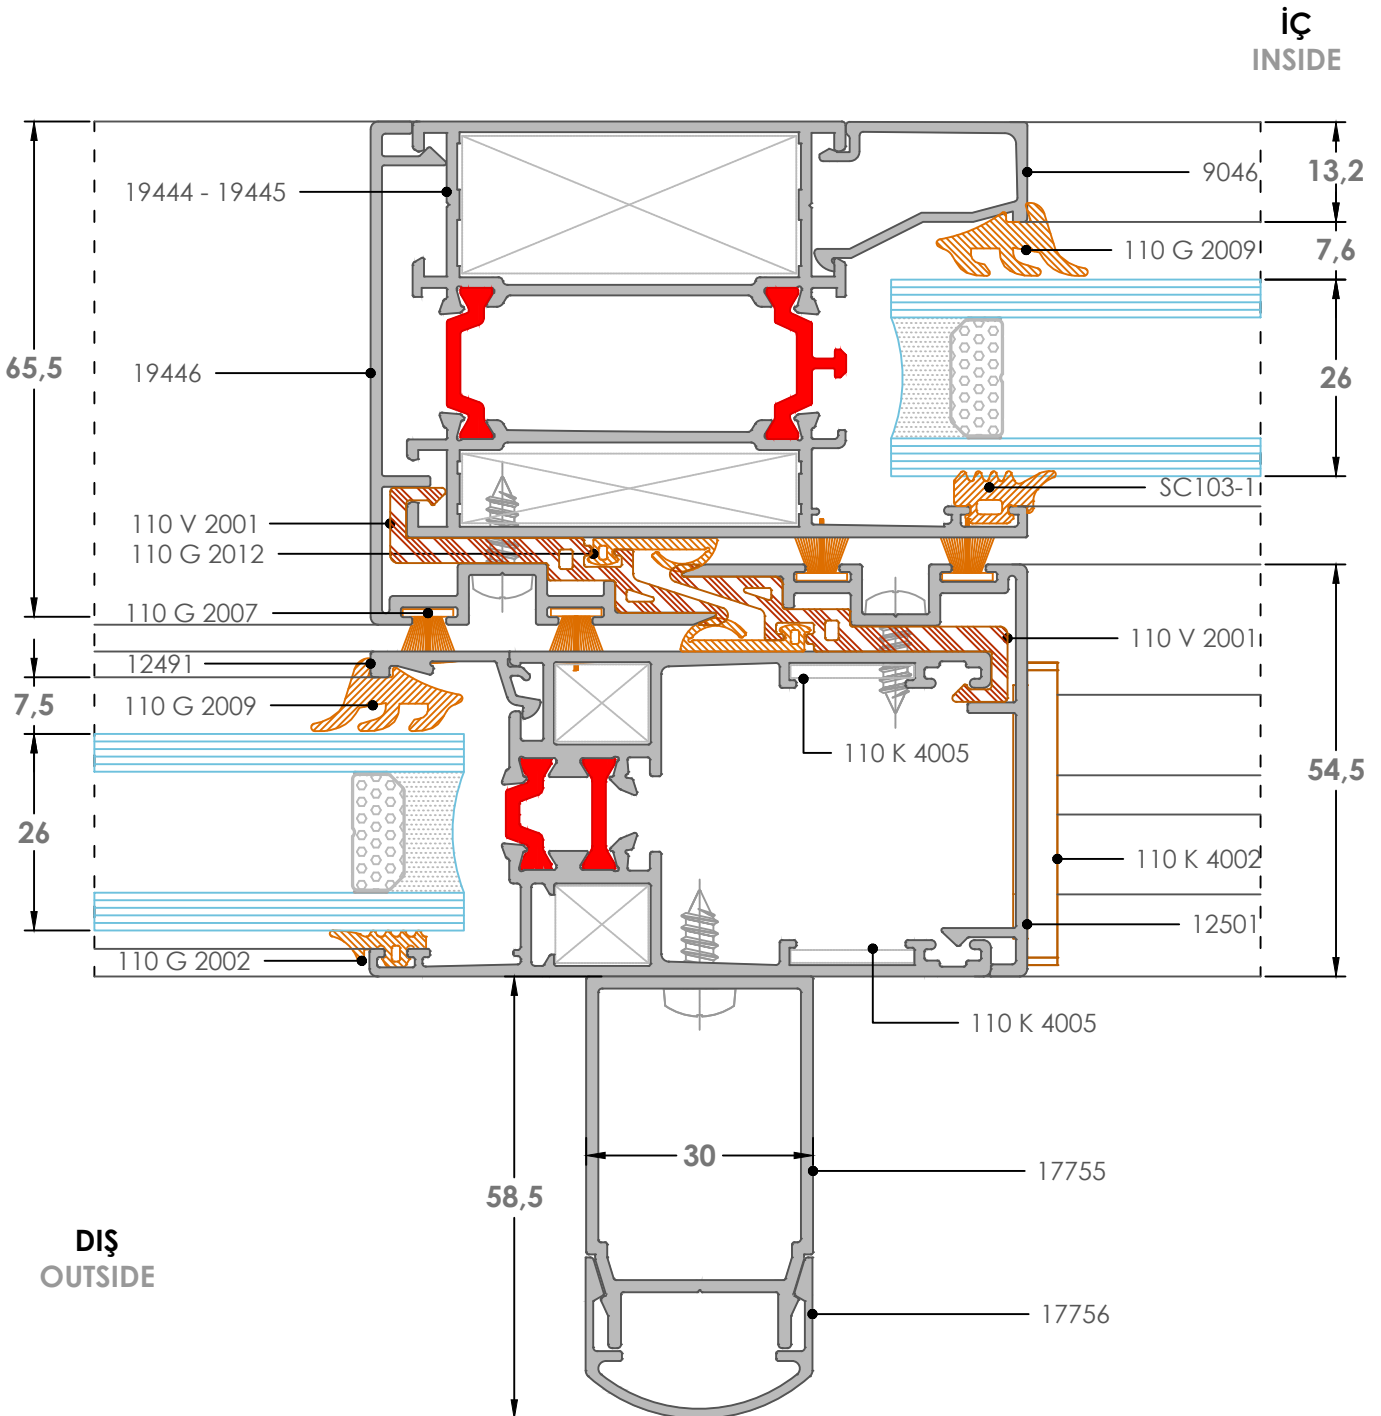 İÇ
INSIDE
19444 - 19445
9046
13,2
110 G 2009
7,6
65,5
19446
26
SC103-1
110 V 2001
110 G 2012
110 G 2007
110 V 2001
12491
7,5
110 G 2009
110 K 4005
54,5
26
110 K 4002
12501
110 G 2002
110 K 4005
30
17755
58,5
DIŞ
OUTSIDE
17756